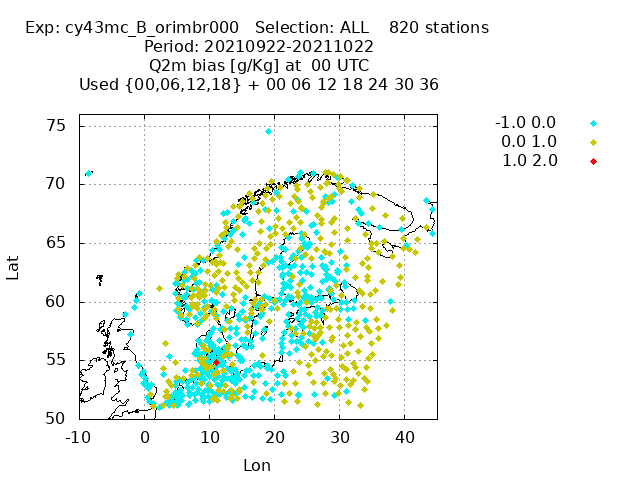 Exp: cy43mc_B_orimbr000   Selection: ALL    820 stations
Period: 20210922-20211022
Q2m bias [g/Kg] at  00 UTC
Used {00,06,12,18} + 00 06 12 18 24 30 36
-1.0 0.0
0.0 1.0
1.0 2.0
75
70
65
60
55
50
Lat
-10 0 10 20 30 40
Lon